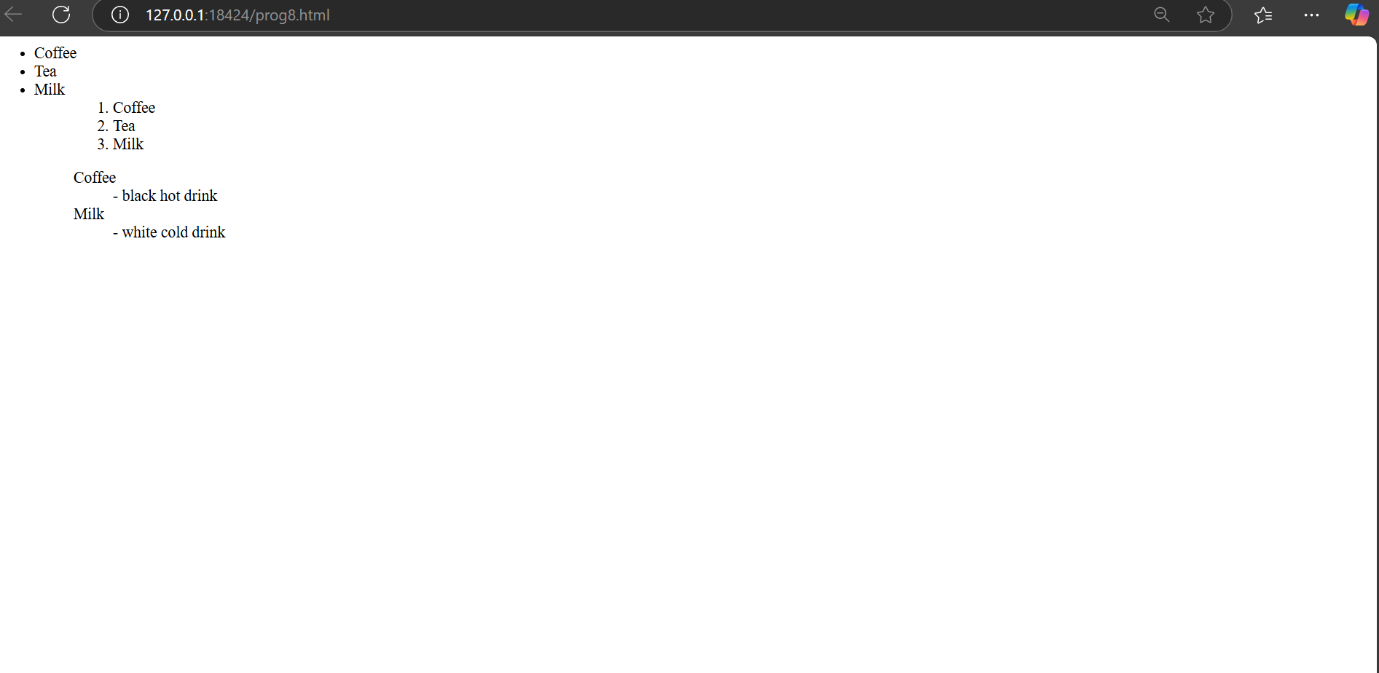 127.0.0.1:18424/prog8.html
• Coffee
• Tea
• Milk
1. Coffee
2. Tea
3. Milk
Coffee
- black hot drink
Milk
- white cold drink